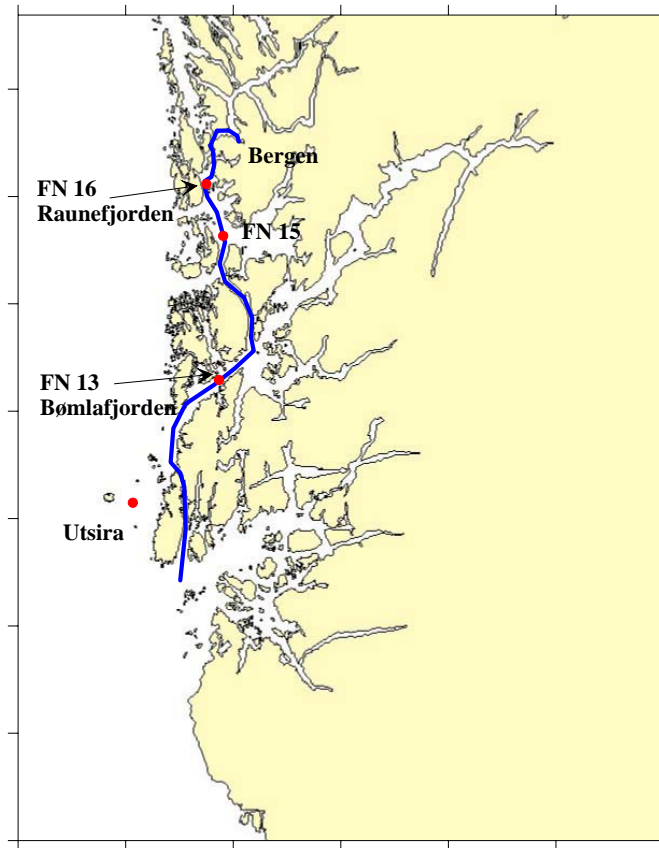 Bergen
FN 16
Raunefjorden
FN 15
FN 13
Bømlafjorden
Utsira